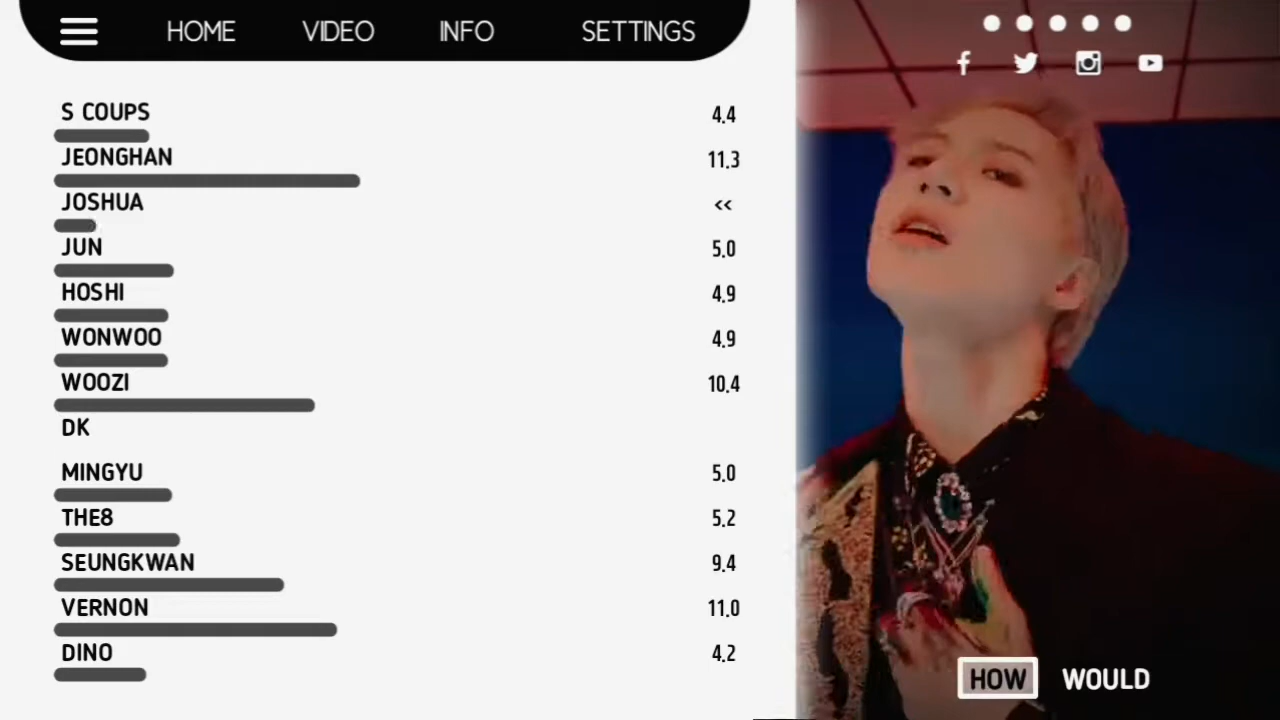 HOME VIDEO INFO SETTINGS
S COUPS 4.4
JEONGHAN 11.3
JOSHUA <<
JUN 5.0
HOSHI 4.9
WONWOO 4.9
WOOZI 10.4
DK
MINGYU 5.0
THE8 5.2
SEUNGKWAN 9.4
VERNON 11.0
DINO 4.2
HOW WOULD